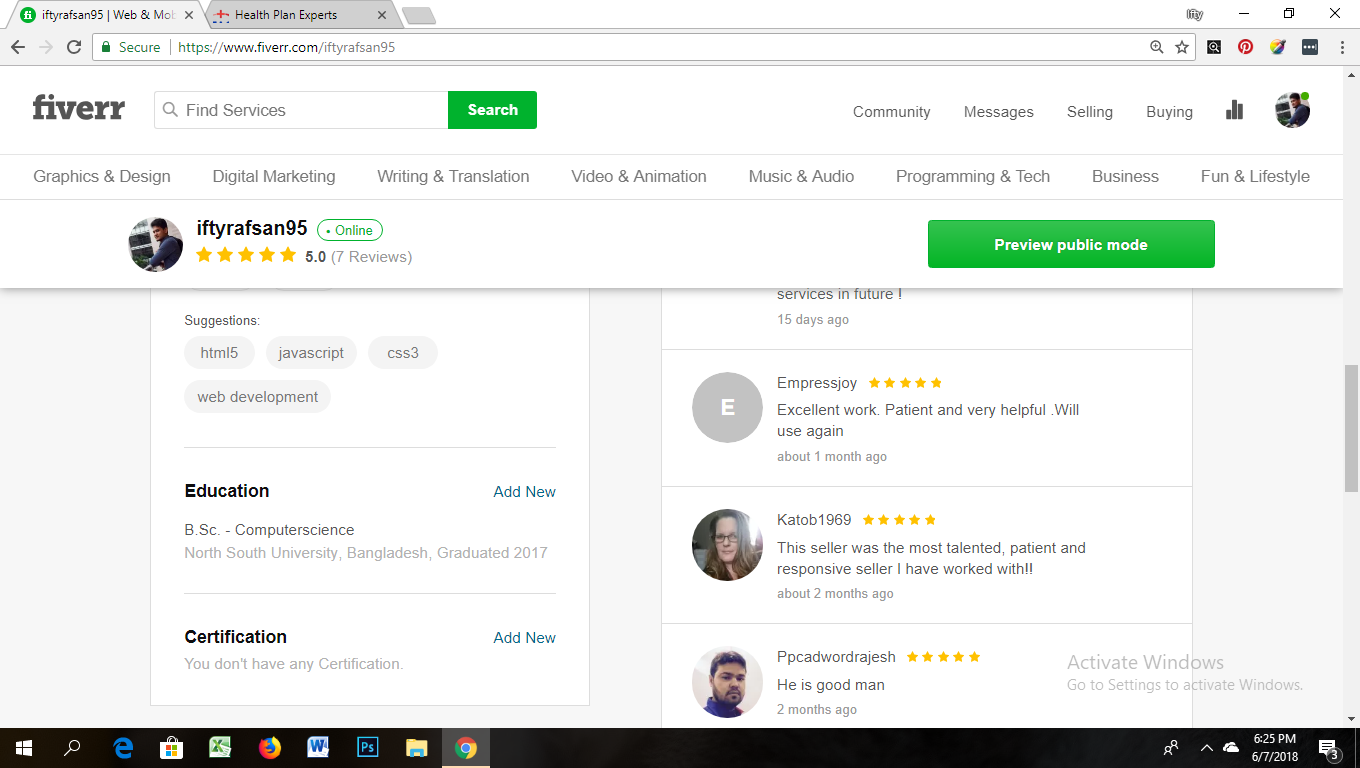 iftyrafsan95 | Web & Mob
Health Plan Experts
Ifty
Secure
https://www.fiverr.com/iftyrafsan95
fiverr
Find Services
Search
Community
Messages
Selling
Buying
Graphics & Design
Digital Marketing
Writing & Translation
Video & Animation
Music & Audio
Programming & Tech
Business
Fun & Lifestyle
iftyrafsan95
• Online
5.0 (7 Reviews)
Preview public mode
Suggestions:
html5
javascript
css3
web development
Education
Add New
B.Sc. - Computerscience
North South University, Bangladesh, Graduated 2017
Certification
Add New
You don't have any Certification.
services in future !
15 days ago
E
Empressjoy
Excellent work. Patient and very helpful .Will
use again
about 1 month ago
Katob1969
This seller was the most talented, patient and
responsive seller I have worked with!!
about 2 months ago
Ppcadwordrajesh
He is good man
2 months ago
Activate Windows
Go to Settings to activate Windows.
6:25 PM
6/7/2018
3